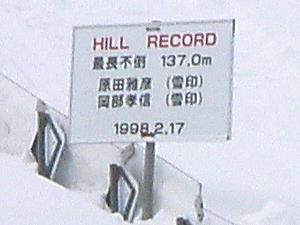 HILL RECORD
最長不倒 137.0m
原田雅彦 (雪印)
岡部孝信 (雪印)
1998.2.17